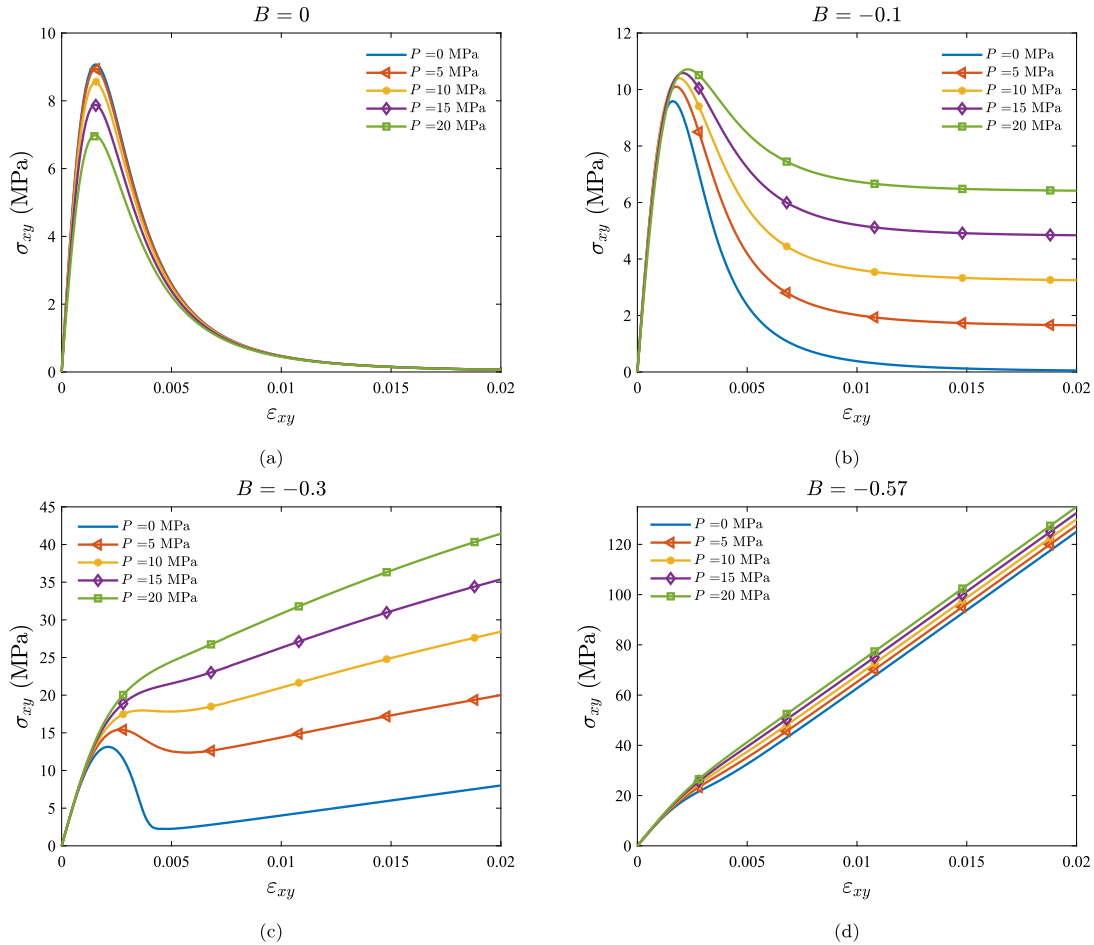 B = 0
10
8
6
4
2
0
σxy (MPa)
P =0 MPa
P =5 MPa
P =10 MPa
P =15 MPa
P =20 MPa
0 0.005 0.01 0.015 0.02
εxy
(a)
B = −0.1
12
10
8
6
4
2
0
σxy (MPa)
P =0 MPa
P =5 MPa
P =10 MPa
P =15 MPa
P =20 MPa
0 0.005 0.01 0.015 0.02
εxy
(b)
B = −0.3
45
40
35
30
25
20
15
10
5
0
σxy (MPa)
P =0 MPa
P =5 MPa
P =10 MPa
P =15 MPa
P =20 MPa
0 0.005 0.01 0.015 0.02
εxy
(c)
B = −0.57
120
100
80
60
40
20
0
σxy (MPa)
P =0 MPa
P =5 MPa
P =10 MPa
P =15 MPa
P =20 MPa
0 0.005 0.01 0.015 0.02
εxy
(d)